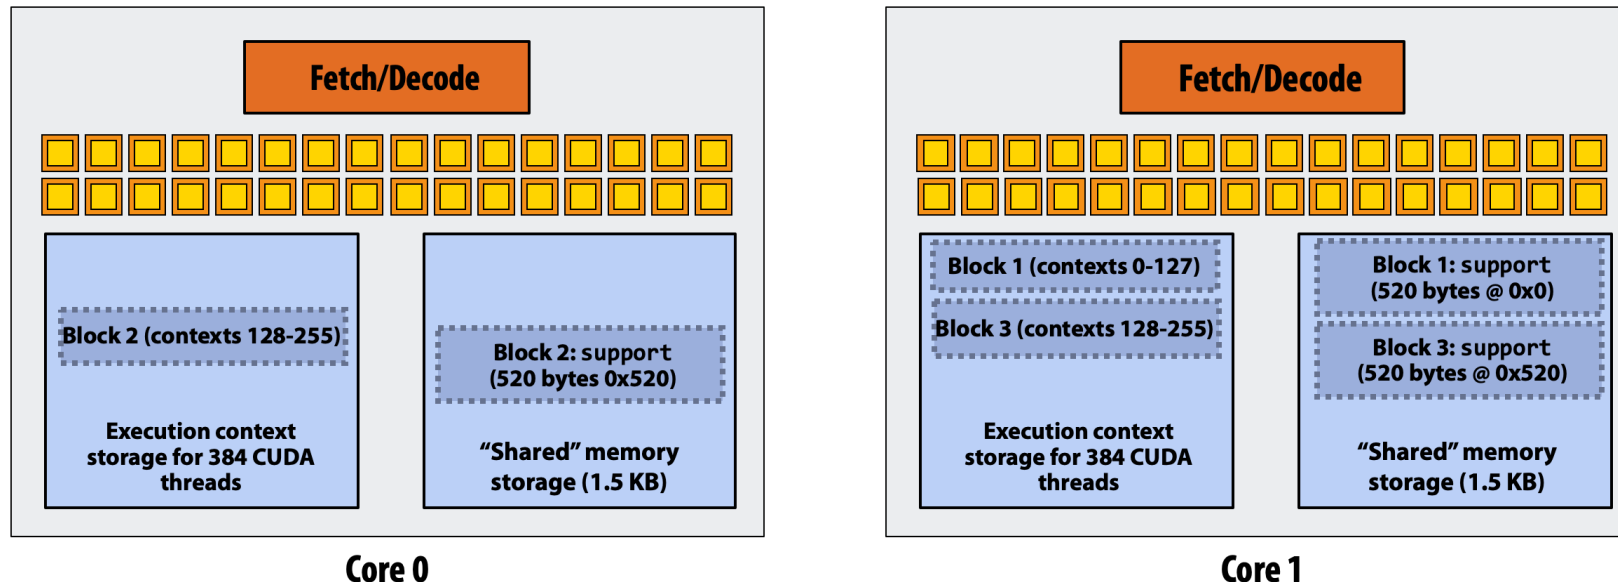 Fetch/Decode
Block 2 (contexts 128-255)
Block 2: support
(520 bytes 0x520)
Execution context
storage for 384 CUDA
threads
“Shared” memory
storage (1.5 KB)
Core 0
Fetch/Decode
Block 1 (contexts 0-127)
Block 3 (contexts 128-255)
Block 1: support
(520 bytes @ 0x0)
Block 3: support
(520 bytes @ 0x520)
Execution context
storage for 384 CUDA
threads
“Shared” memory
storage (1.5 KB)
Core 1